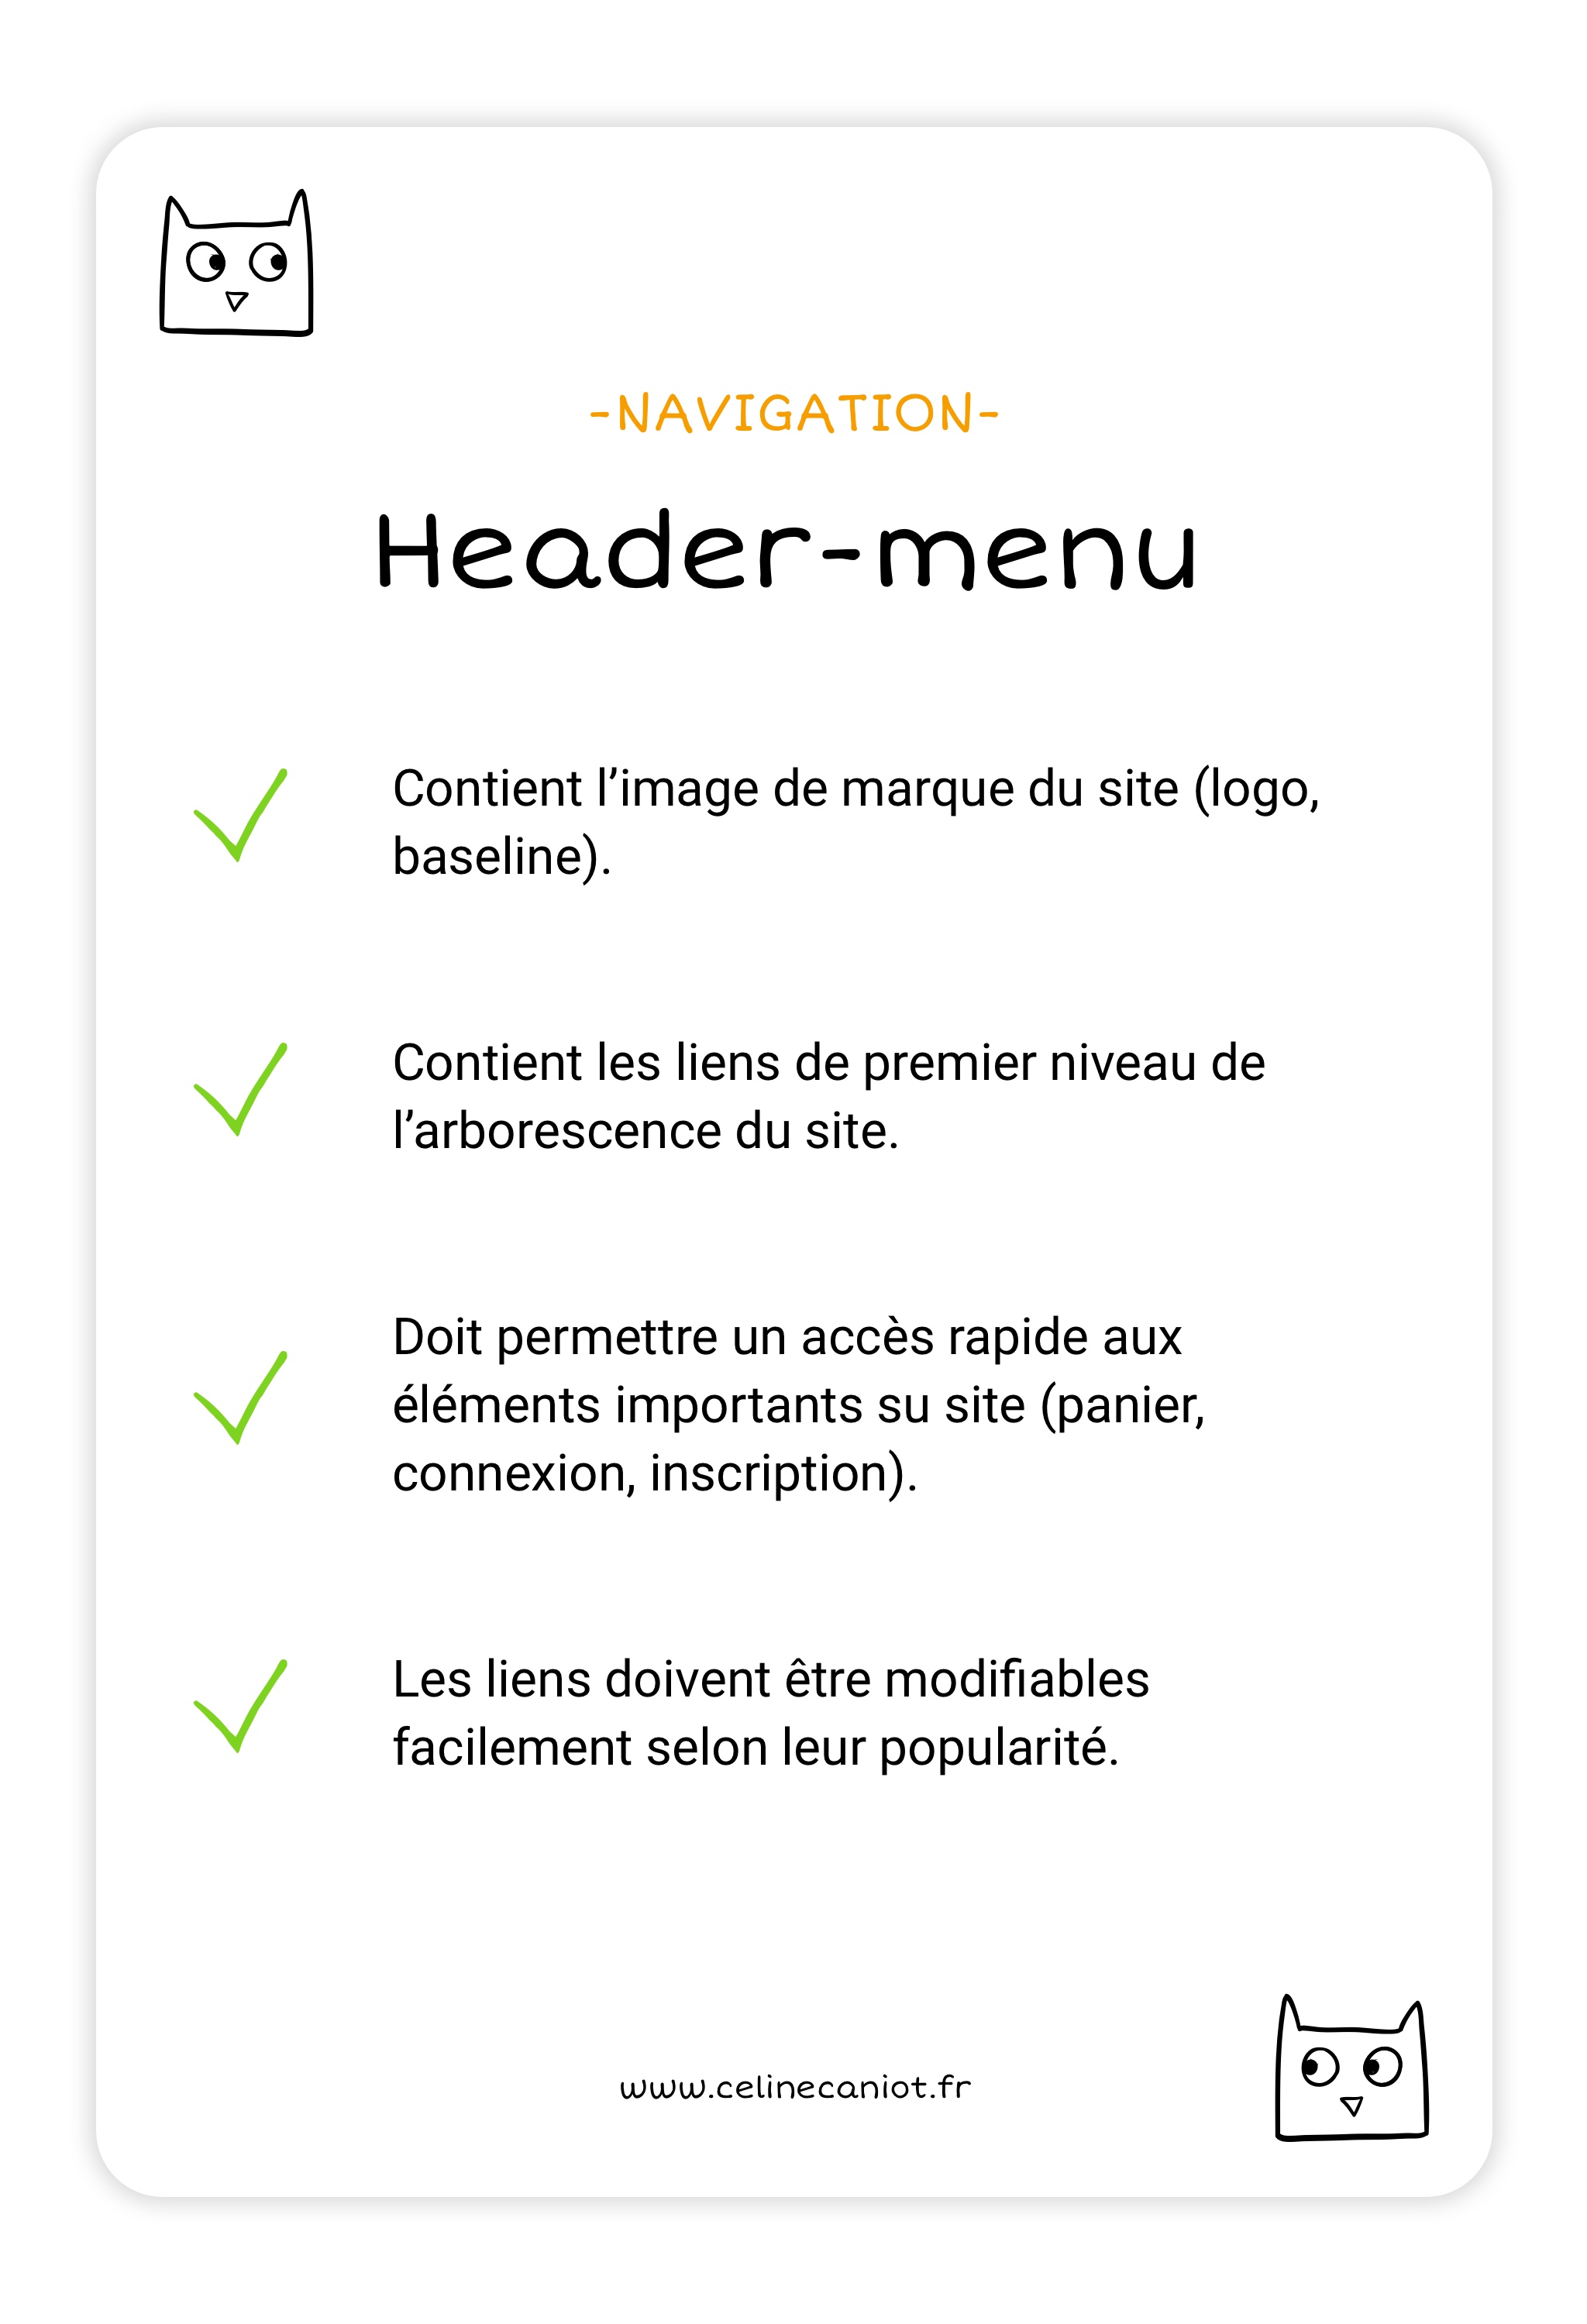 -NAVIGATION-
Header-menu
Contient l’image de marque du site (logo,
baseline).
Contient les liens de premier niveau de
l’arborescence du site.
Doit permettre un accès rapide aux
éléments importants su site (panier,
connexion, inscription).
Les liens doivent être modifiables
facilement selon leur popularité.
www.celinecaniot.fr